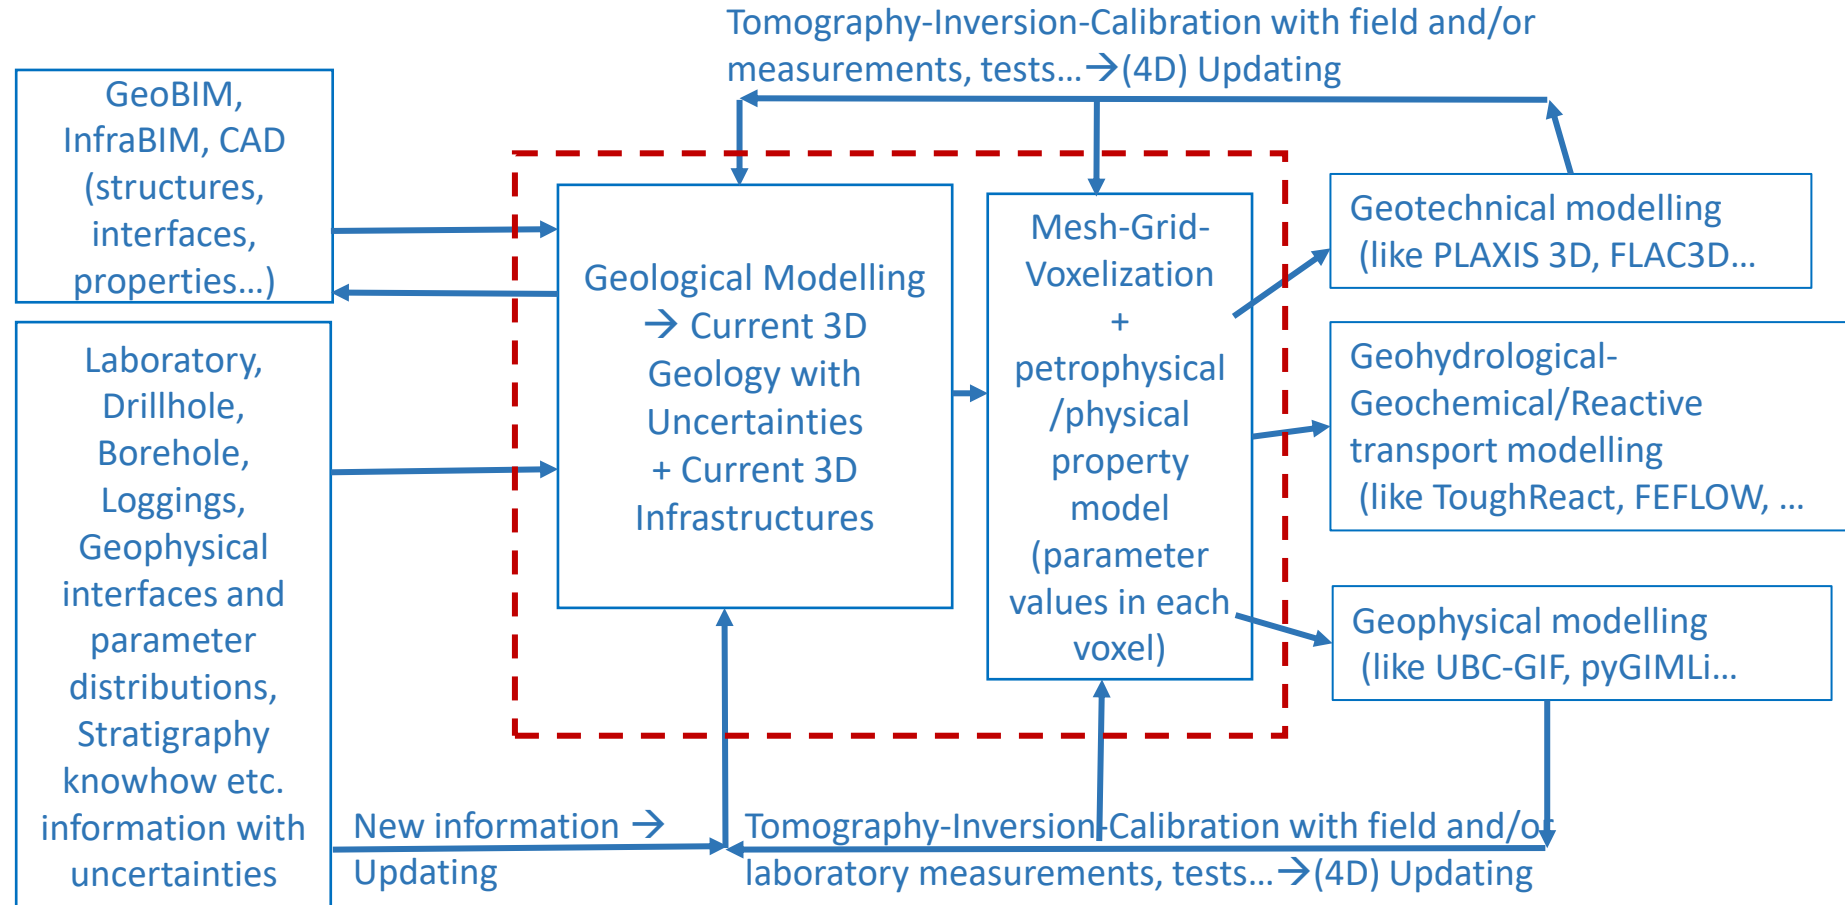 Tomography-Inversion-Calibration with field and/or
measurements, tests…→(4D) Updating
GeoBIM,
InfraBIM, CAD
(structures,
interfaces,
properties…)
Laboratory,
Drillhole,
Borehole,
Loggings,
Geophysical
interfaces and
parameter
distributions,
Stratigraphy
knowhow etc.
information with
uncertainties
Geological Modelling
→ Current 3D
Geology with
Uncertainties
+ Current 3D
Infrastructures
Mesh-Grid-
Voxelization
+
petrophysical
/physical
property
model
(parameter
values in each
voxel)
Geotechnical modelling
(like PLAXIS 3D, FLAC3D…
Geohydrological-
Geochemical/Reactive
transport modelling
(like ToughReact, FEFLOW, …
Geophysical modelling
(like UBC-GIF, pyGIMLi…
New information →
Updating
Tomography-Inversion-Calibration with field and/or
laboratory measurements, tests…→(4D) Updating